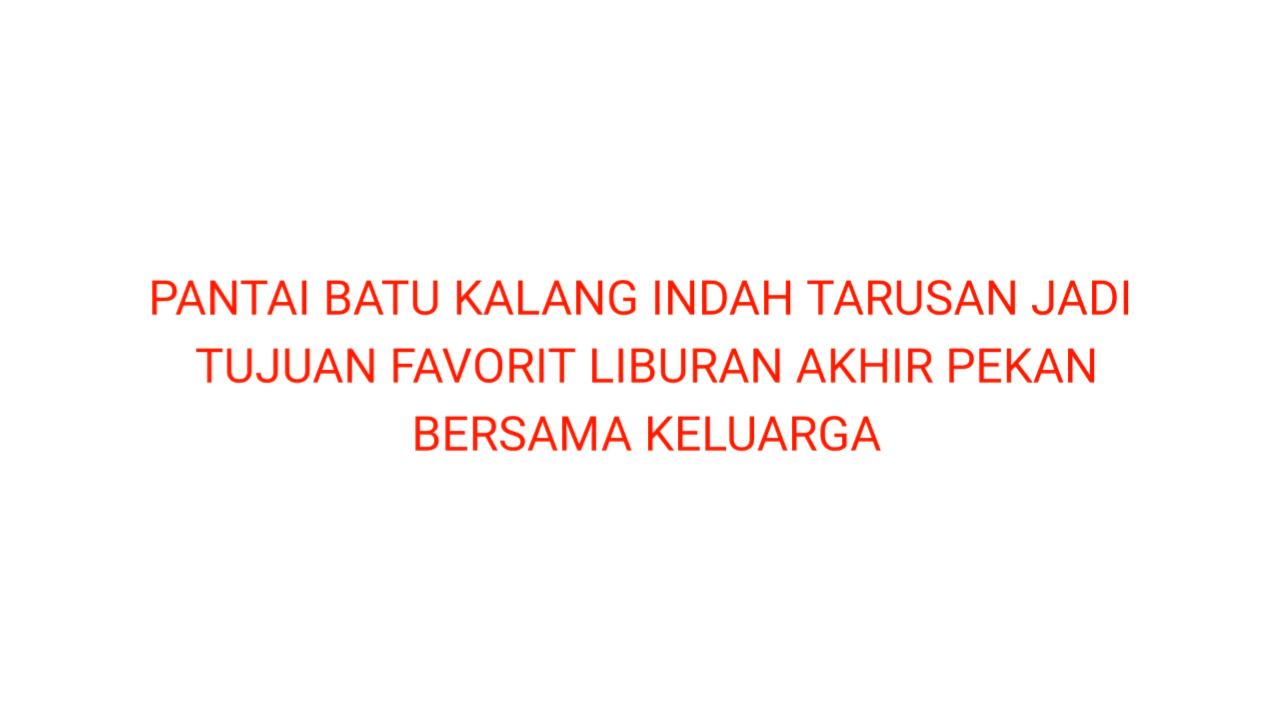 PANTAI BATU KALANG INDAH TARUSAN JADI
TUJUAN FAVORIT LIBURAN AKHIR PEKAN
BERSAMA KELUARGA